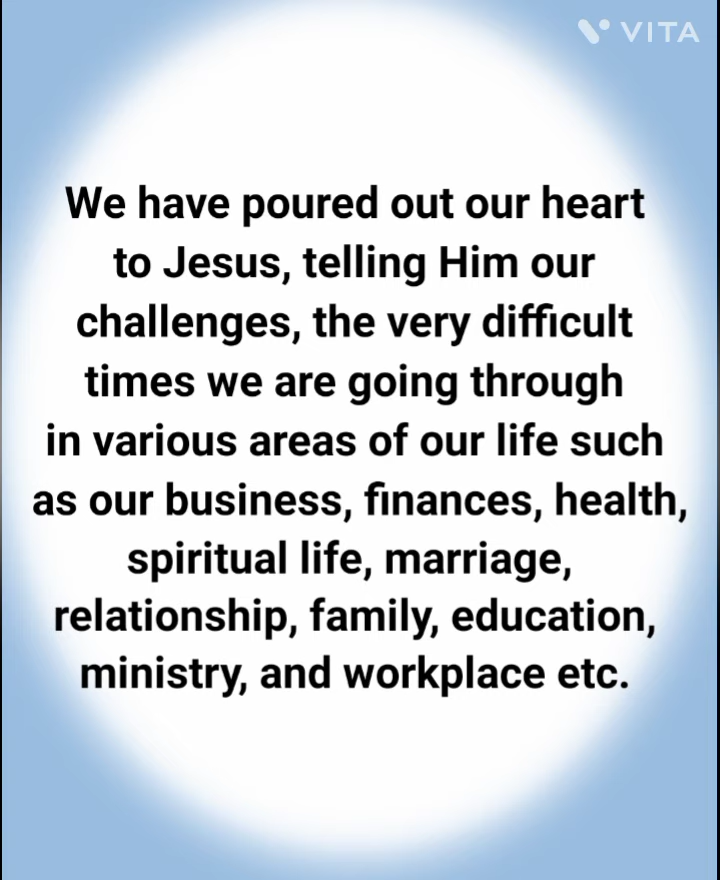 VITA
We have poured out our heart
to Jesus, telling Him our
challenges, the very difficult
times we are going through
in various areas of our life such
as our business, finances, health,
spiritual life, marriage,
relationship, family, education,
ministry, and workplace etc.